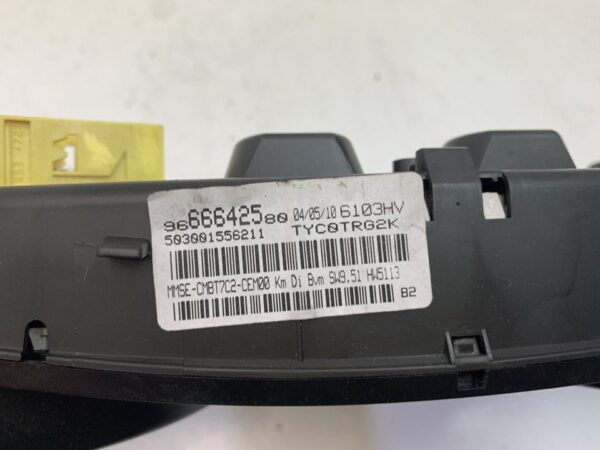 9666642580 04/05/10 6103HV
503001556211 TYC0TRG2K
MMSE-CMBT7C2-CEM00 Km Di Bvm SW9.51 HW5113
B2